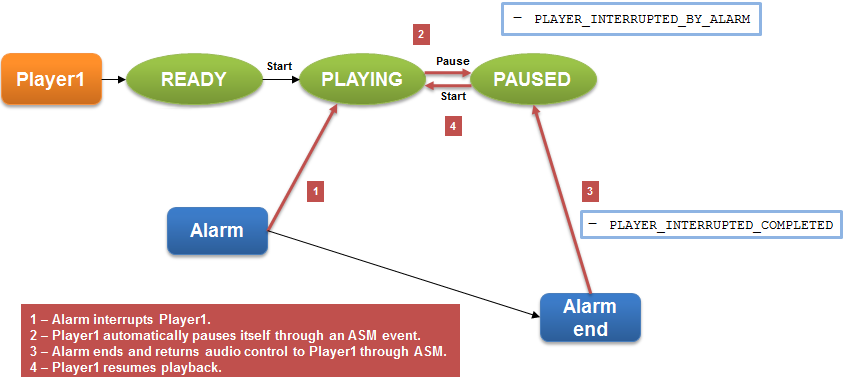 – PLAYER_INTERRUPTED_BY_ALARM
2
Player1
READY
Start
PLAYING
Pause
Start
PAUSED
4
1
3
Alarm
– PLAYER_INTERRUPTED_COMPLETED
Alarm
end
1 – Alarm interrupts Player1.
2 – Player1 automatically pauses itself through an ASM event.
3 – Alarm ends and returns audio control to Player1 through ASM.
4 – Player1 resumes playback.